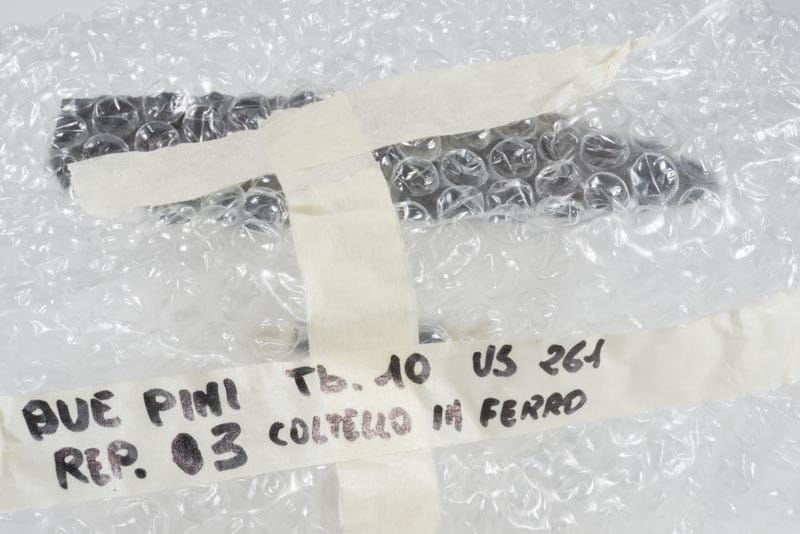 DUE PINI Tb. 10 US 261
REP. 03 COLTELLO IN FERRO